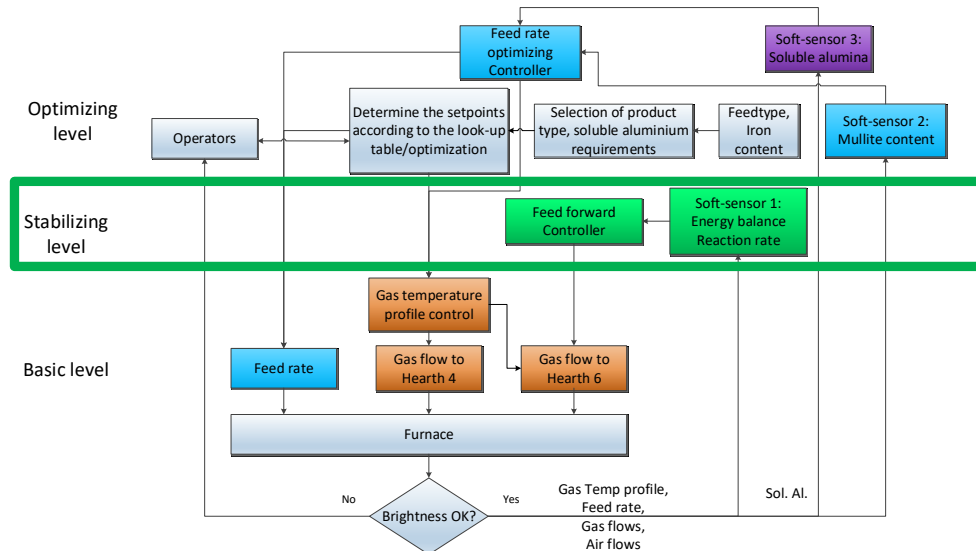 Feed rate
optimizing
Controller
Soft-sensor 3:
Soluble alumina
Optimizing
level
Operators
Determine the setpoints
according to the look-up
table/optimization
Selection of product
type, soluble aluminium
requirements
Feedtype,
Iron
content
Soft-sensor 2:
Mullite content
Stabilizing
level
Feed forward
Controller
Soft-sensor 1:
Energy balance
Reaction rate
Basic level
Gas temperature
profile control
Feed rate
Gas flow to
Hearth 4
Gas flow to
Hearth 6
Furnace
No
Brightness OK?
Yes
Gas Temp profile,
Feed rate,
Gas flows,
Air flows
Sol. Al.